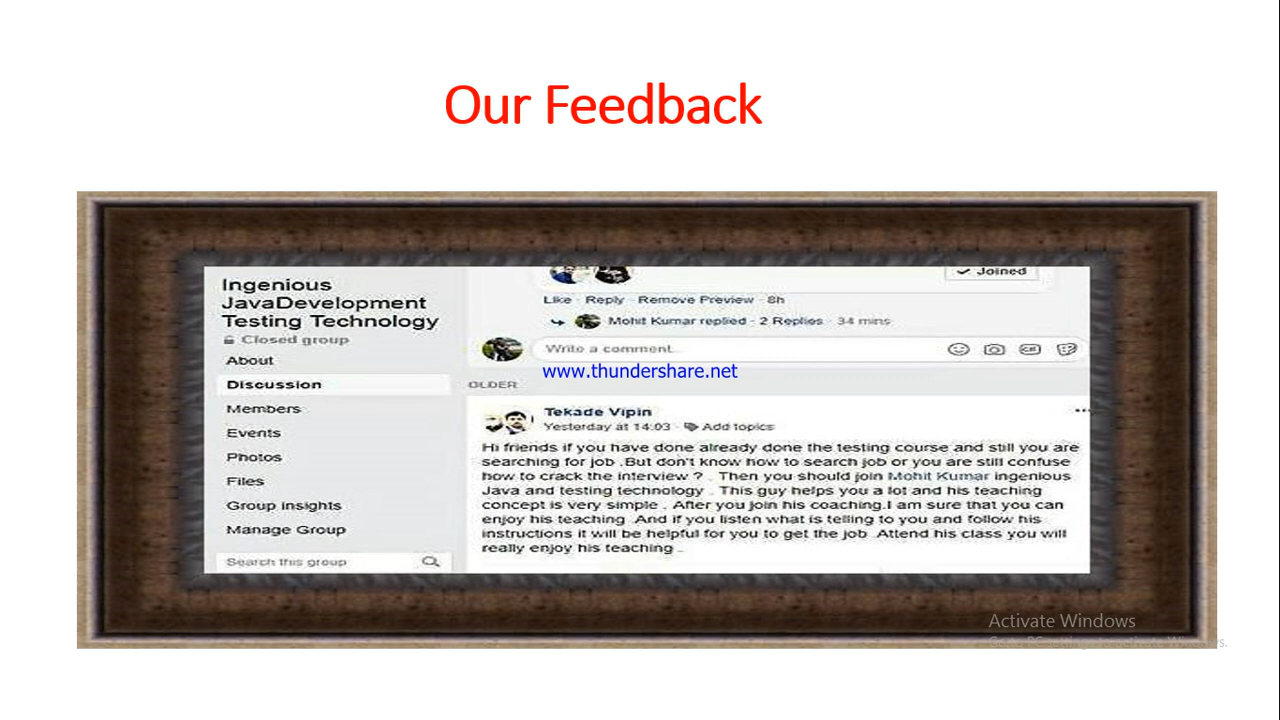 Our Feedback
Ingenious
JavaDevelopment
Testing Technology
Closed group
About
Discussion
Members
Events
Photos
Files
Group insights
Manage Group
Search this group
Joined
Like · Reply · Remove Preview · 8h
Mohit Kumar replied · 2 Replies · 34 mins
Write a comment...
www.thundershare.net
OLDER
Tekade Vipin
Yesterday at 14:03 · Add topics
Hi friends if you have done already done the testing course and still you are
searching for job .But don't know how to search job or you are still confuse
how to crack the interview ? . Then you should join Mohit Kumar ingenious
Java and testing technology . This guy helps you a lot and his teaching
concept is very simple . After you join his coaching.I am sure that you can
enjoy his teaching .And if you listen what is telling to you and follow his
instructions it will be helpful for you to get the job .Attend his class you will
really enjoy his teaching .
Activate Windows